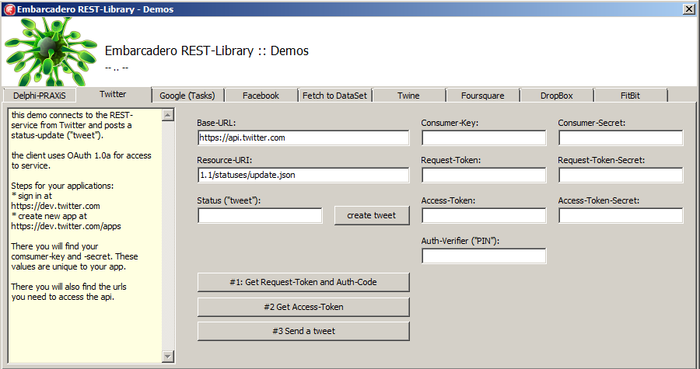 Embarcadero REST-Library - Demos
Embarcadero REST-Library :: Demos
-- .. --
Delphi-PRAXiS
Twitter
Google (Tasks)
Facebook
Fetch to DataSet
Twine
Foursquare
DropBox
FitBit
this demo connects to the REST-
service from Twitter and posts a
status-update ("tweet").
the client uses OAuth 1.0a for access
to service.
Steps for your applications:
* sign in at
https://dev.twitter.com
* create new app at
https://dev.twitter.com/apps
There you will find your
comsumer-key and -secret. These
values are unique to your app.
There you will also find the urls
you need to access the api.
Base-URL:
https://api.twitter.com
Consumer-Key:
Consumer-Secret:
Resource-URI:
1.1/statuses/update.json
Request-Token:
Request-Token-Secret:
Status ("tweet"):
create tweet
Access-Token:
Access-Token-Secret:
Auth-Verifier ("PIN"):
#1: Get Request-Token and Auth-Code
#2 Get Access-Token
#3 Send a tweet